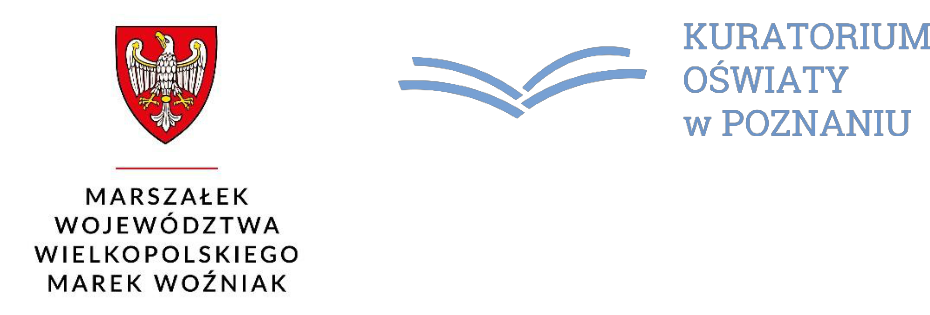 MARSZAŁEK
WOJEWÓDZTWA
WIELKOPOLSKIEGO
MAREK WOŹNIAK
KURATORIUM
OŚWIATY
w POZNANIU